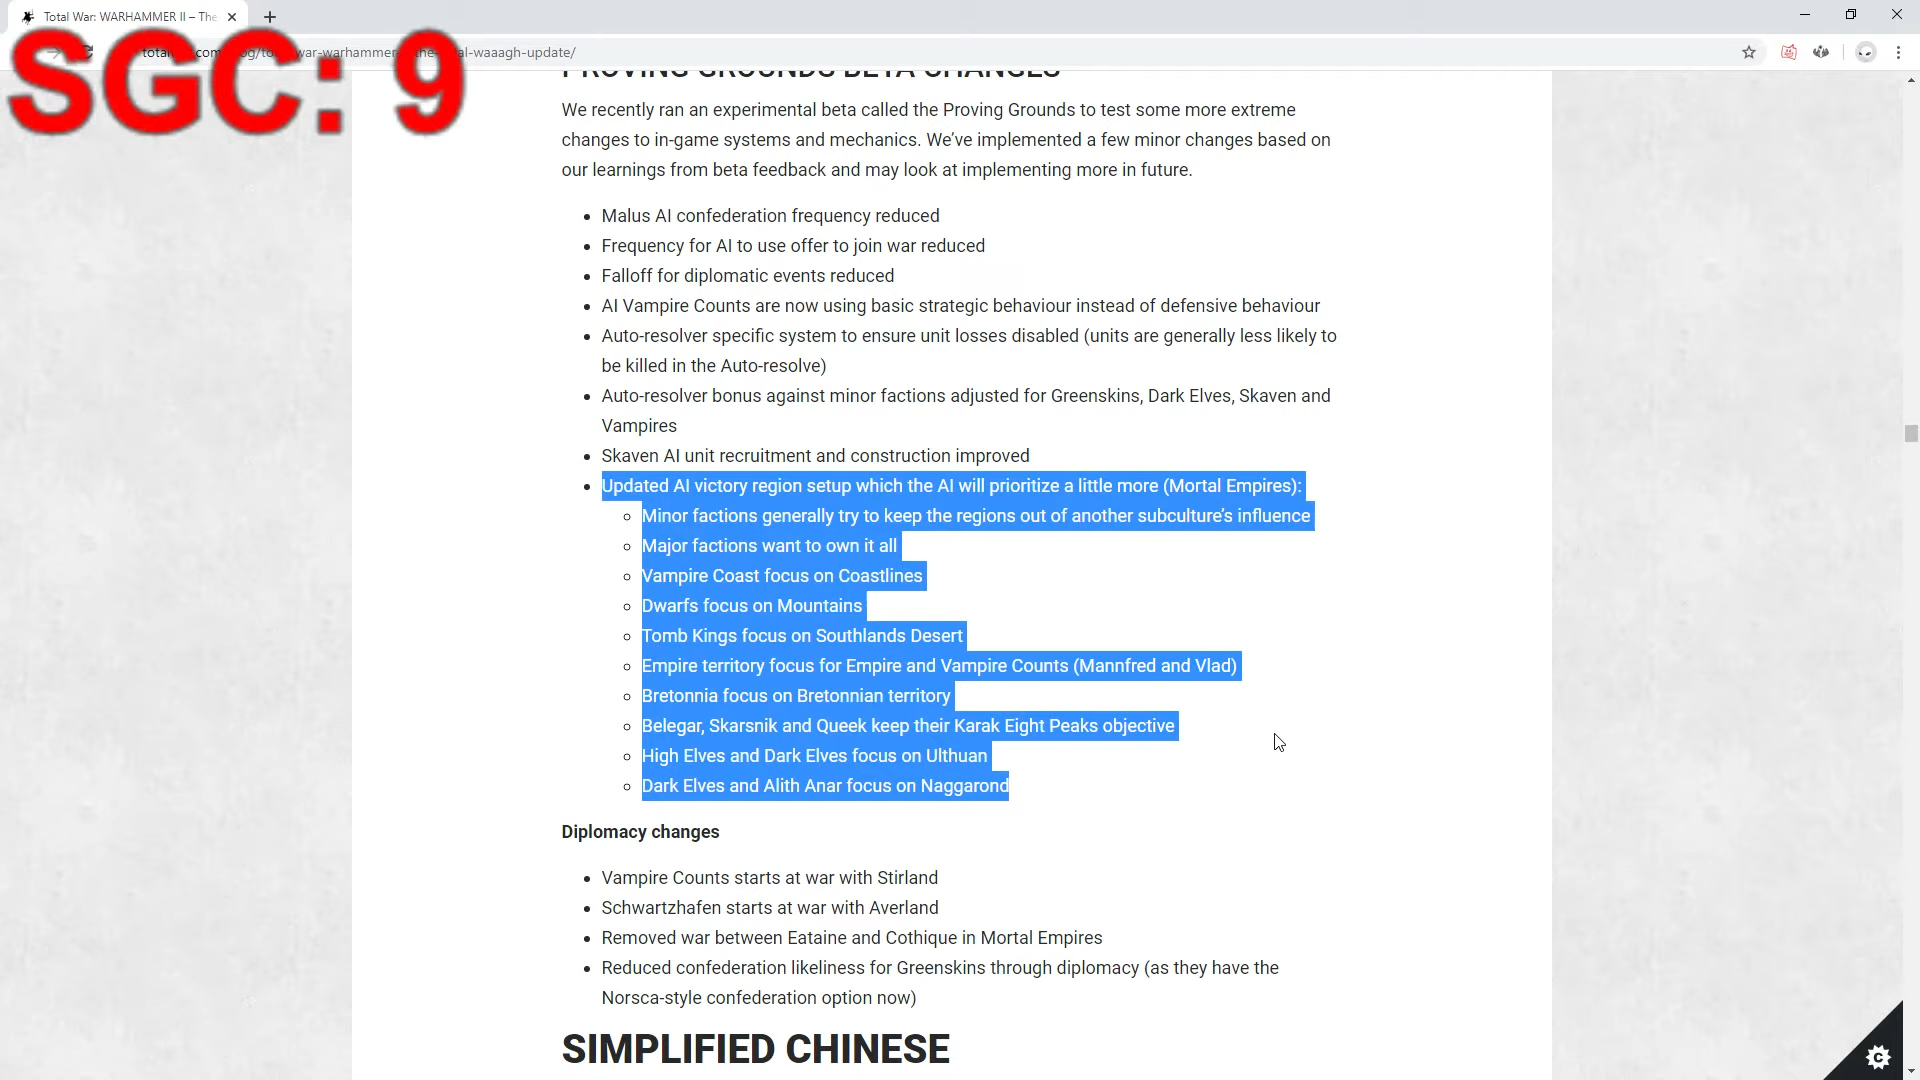 Total War: WARHAMMER II – The
SGC: 9
-waaagh-update/
PROVING GROUNDS BETA CHANGES
We recently ran an experimental beta called the Proving Grounds to test some more extreme
changes to in-game systems and mechanics. We’ve implemented a few minor changes based on
our learnings from beta feedback and may look at implementing more in future.
Malus AI confederation frequency reduced
Frequency for AI to use offer to join war reduced
Falloff for diplomatic events reduced
AI Vampire Counts are now using basic strategic behaviour instead of defensive behaviour
Auto-resolver specific system to ensure unit losses disabled (units are generally less likely to
be killed in the Auto-resolve)
Auto-resolver bonus against minor factions adjusted for Greenskins, Dark Elves, Skaven and
Vampires
Skaven AI unit recruitment and construction improved
Updated AI victory region setup which the AI will prioritize a little more (Mortal Empires):
Minor factions generally try to keep the regions out of another subculture’s influence
Major factions want to own it all
Vampire Coast focus on Coastlines
Dwarfs focus on Mountains
Tomb Kings focus on Southlands Desert
Empire territory focus for Empire and Vampire Counts (Mannfred and Vlad)
Bretonnia focus on Bretonnian territory
Belegar, Skarsnik and Queek keep their Karak Eight Peaks objective
High Elves and Dark Elves focus on Ulthuan
Dark Elves and Alith Anar focus on Naggarond
Diplomacy changes
Vampire Counts starts at war with Stirland
Schwartzhafen starts at war with Averland
Removed war between Eataine and Cothique in Mortal Empires
Reduced confederation likeliness for Greenskins through diplomacy (as they have the
Norsca-style confederation option now)
SIMPLIFIED CHINESE